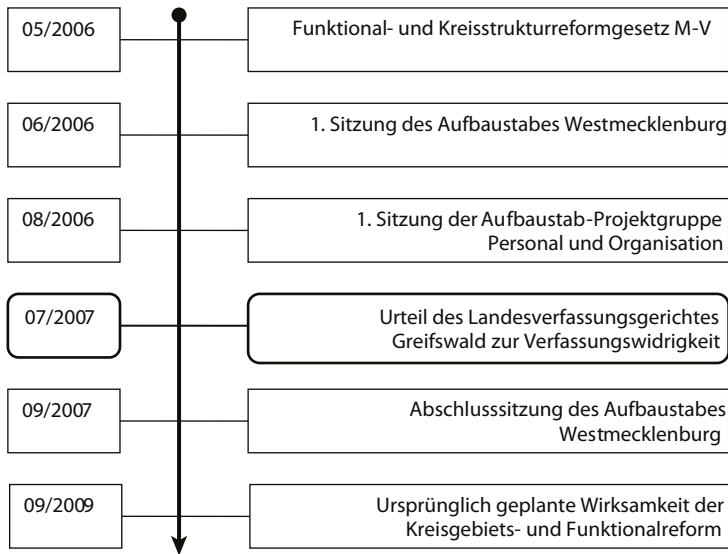 05/2006
Funktional- und Kreisstrukturreformgesetz M-V
06/2006
1. Sitzung des Aufbaustabes Westmecklenburg
08/2006
1. Sitzung der Aufbaustab-Projektgruppe
Personal und Organisation
07/2007
Urteil des Landesverfassungsgerichtes
Greifswald zur Verfassungswidrigkeit
09/2007
Abschlusssitzung des Aufbaustabes
Westmecklenburg
09/2009
Ursprünglich geplante Wirksamkeit der
Kreisgebiets- und Funktionalreform